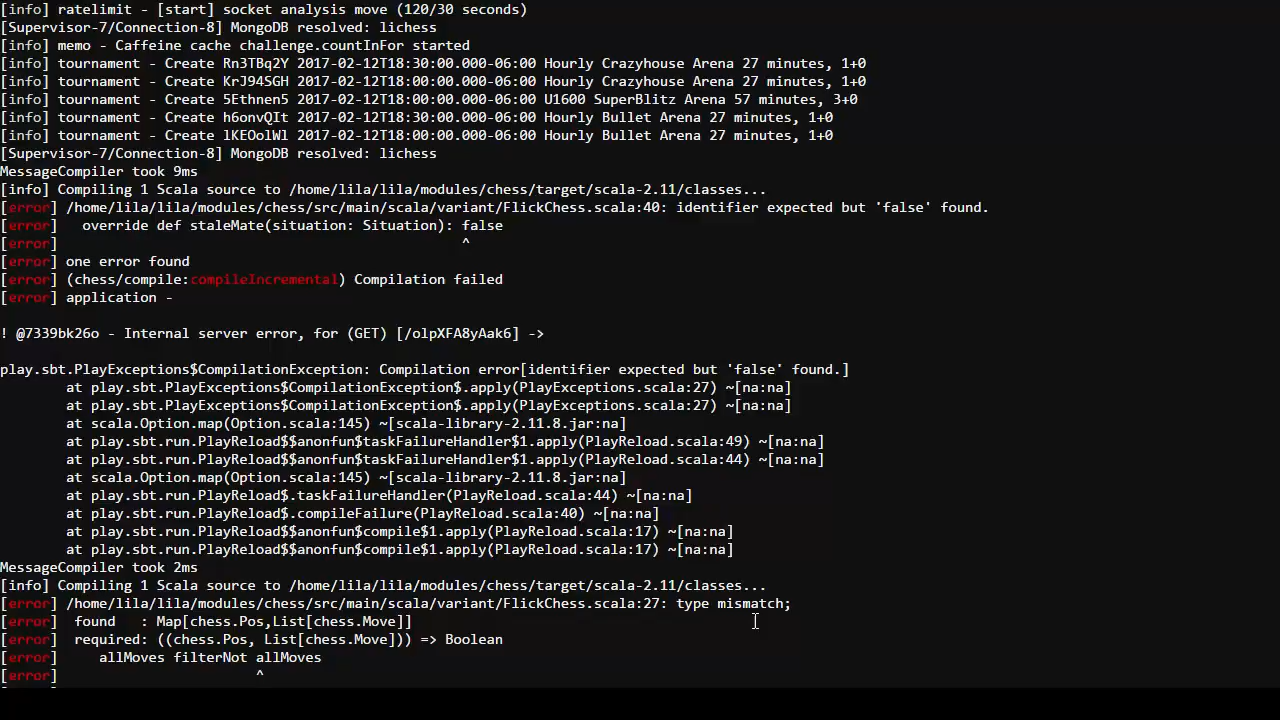 [info] ratelimit - [start] socket analysis move (120/30 seconds)
[Supervisor-7/Connection-8] MongoDB resolved: lichess
[info] memo - Caffeine cache challenge.countInFor started
[info] tournament - Create Rn3TBq2Y 2017-02-12T18:30:00.000-06:00 Hourly Crazyhouse Arena 27 minutes, 1+0
[info] tournament - Create KrJ94SGH 2017-02-12T18:00:00.000-06:00 Hourly Crazyhouse Arena 27 minutes, 1+0
[info] tournament - Create 5Ethnen5 2017-02-12T18:00:00.000-06:00 U1600 SuperBlitz Arena 57 minutes, 3+0
[info] tournament - Create h6onvQIt 2017-02-12T18:00:00.000-06:00 Hourly Bullet Arena 27 minutes, 1+0
[info] tournament - Create lKEOolWl 2017-02-12T18:00:00.000-06:00 Hourly Bullet Arena 27 minutes, 1+0
[Supervisor-7/Connection-8] MongoDB resolved: lichess
MessageCompiler took 9ms
[info] Compiling 1 Scala source to /home/lila/lila/modules/chess/target/scala-2.11/classes...
[error] /home/lila/lila/modules/chess/src/main/scala/variant/FlickChess.scala:40: identifier expected but 'false' found.
[error]   override def staleMate(situation: Situation): false
[error]                                                 ^
[error] one error found
[error] (chess/compile:compileIncremental) Compilation failed
[error] application -
! @7339bk26o - Internal server error, for (GET) [/olpXFA8yAak6] ->
play.sbt.PlayExceptions$CompilationException: Compilation error[identifier expected but 'false' found.]
        at play.sbt.PlayExceptions$CompilationException$.apply(PlayExceptions.scala:27) ~[na:na]
        at play.sbt.PlayExceptions$CompilationException$.apply(PlayExceptions.scala:27) ~[na:na]
        at scala.Option.map(Option.scala:145) ~[scala-library-2.11.8.jar:na]
        at play.sbt.run.PlayReload$$anonfun$taskFailureHandler$1.apply(PlayReload.scala:49) ~[na:na]
        at play.sbt.run.PlayReload$$anonfun$taskFailureHandler$1.apply(PlayReload.scala:44) ~[na:na]
        at scala.Option.map(Option.scala:145) ~[scala-library-2.11.8.jar:na]
        at play.sbt.run.PlayReload$.taskFailureHandler(PlayReload.scala:44) ~[na:na]
        at play.sbt.run.PlayReload$.compileFailure(PlayReload.scala:40) ~[na:na]
        at play.sbt.run.PlayReload$$anonfun$compile$1.apply(PlayReload.scala:17) ~[na:na]
        at play.sbt.run.PlayReload$$anonfun$compile$1.apply(PlayReload.scala:17) ~[na:na]
MessageCompiler took 2ms
[info] Compiling 1 Scala source to /home/lila/lila/modules/chess/target/scala-2.11/classes...
[error] /home/lila/lila/modules/chess/src/main/scala/variant/FlickChess.scala:27: type mismatch;
[error]  found   : Map[chess.Pos,List[chess.Move]]
[error]  required: ((chess.Pos, List[chess.Move])) => Boolean
[error]     allMoves filterNot allMoves
[error]                        ^